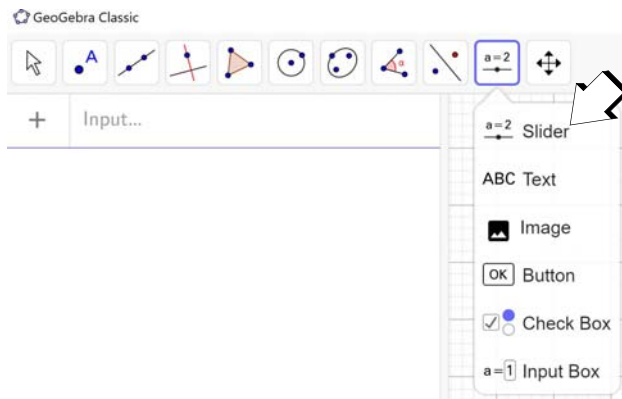 GeoGebra Classic
A
α
a=2
+ Input...
a=2 Slider
ABC Text
Image
OK Button
Check Box
a=1 Input Box